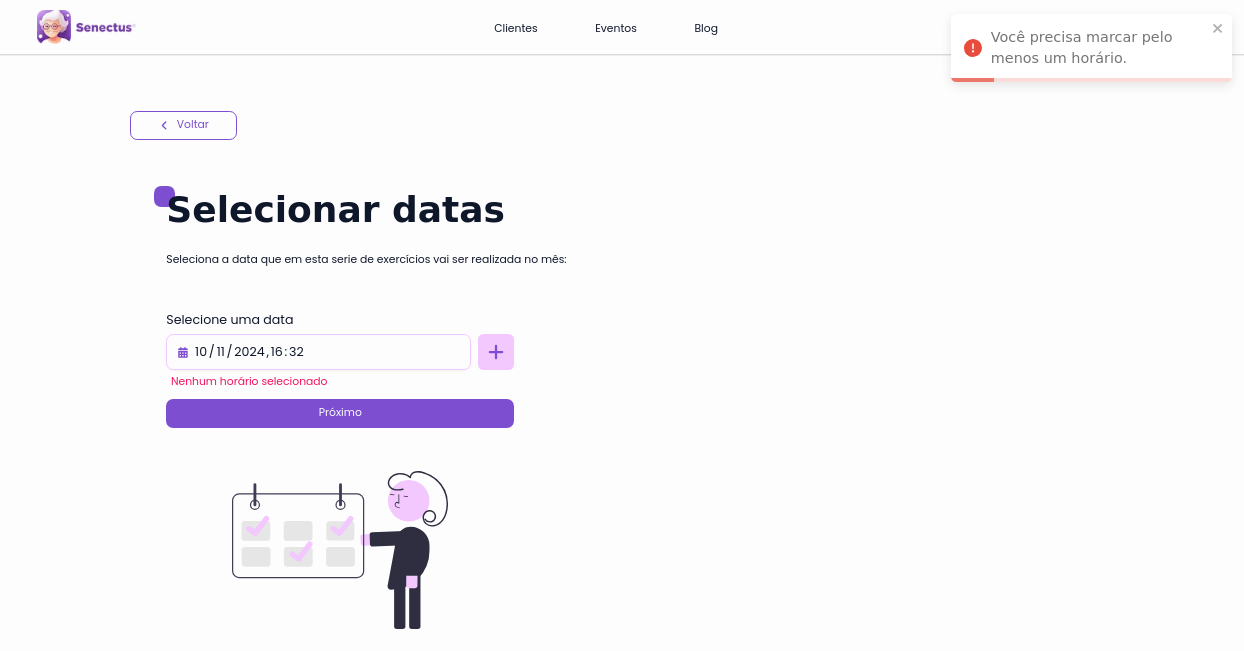 Senectus
Clientes
Eventos
Blog
Você precisa marcar pelo
menos um horário.
Voltar
Selecionar datas
Seleciona a data que em esta serie de exercícios vai ser realizada no mês:
Selecione uma data
10/11/2024,16:32
Nenhum horário selecionado
Próximo